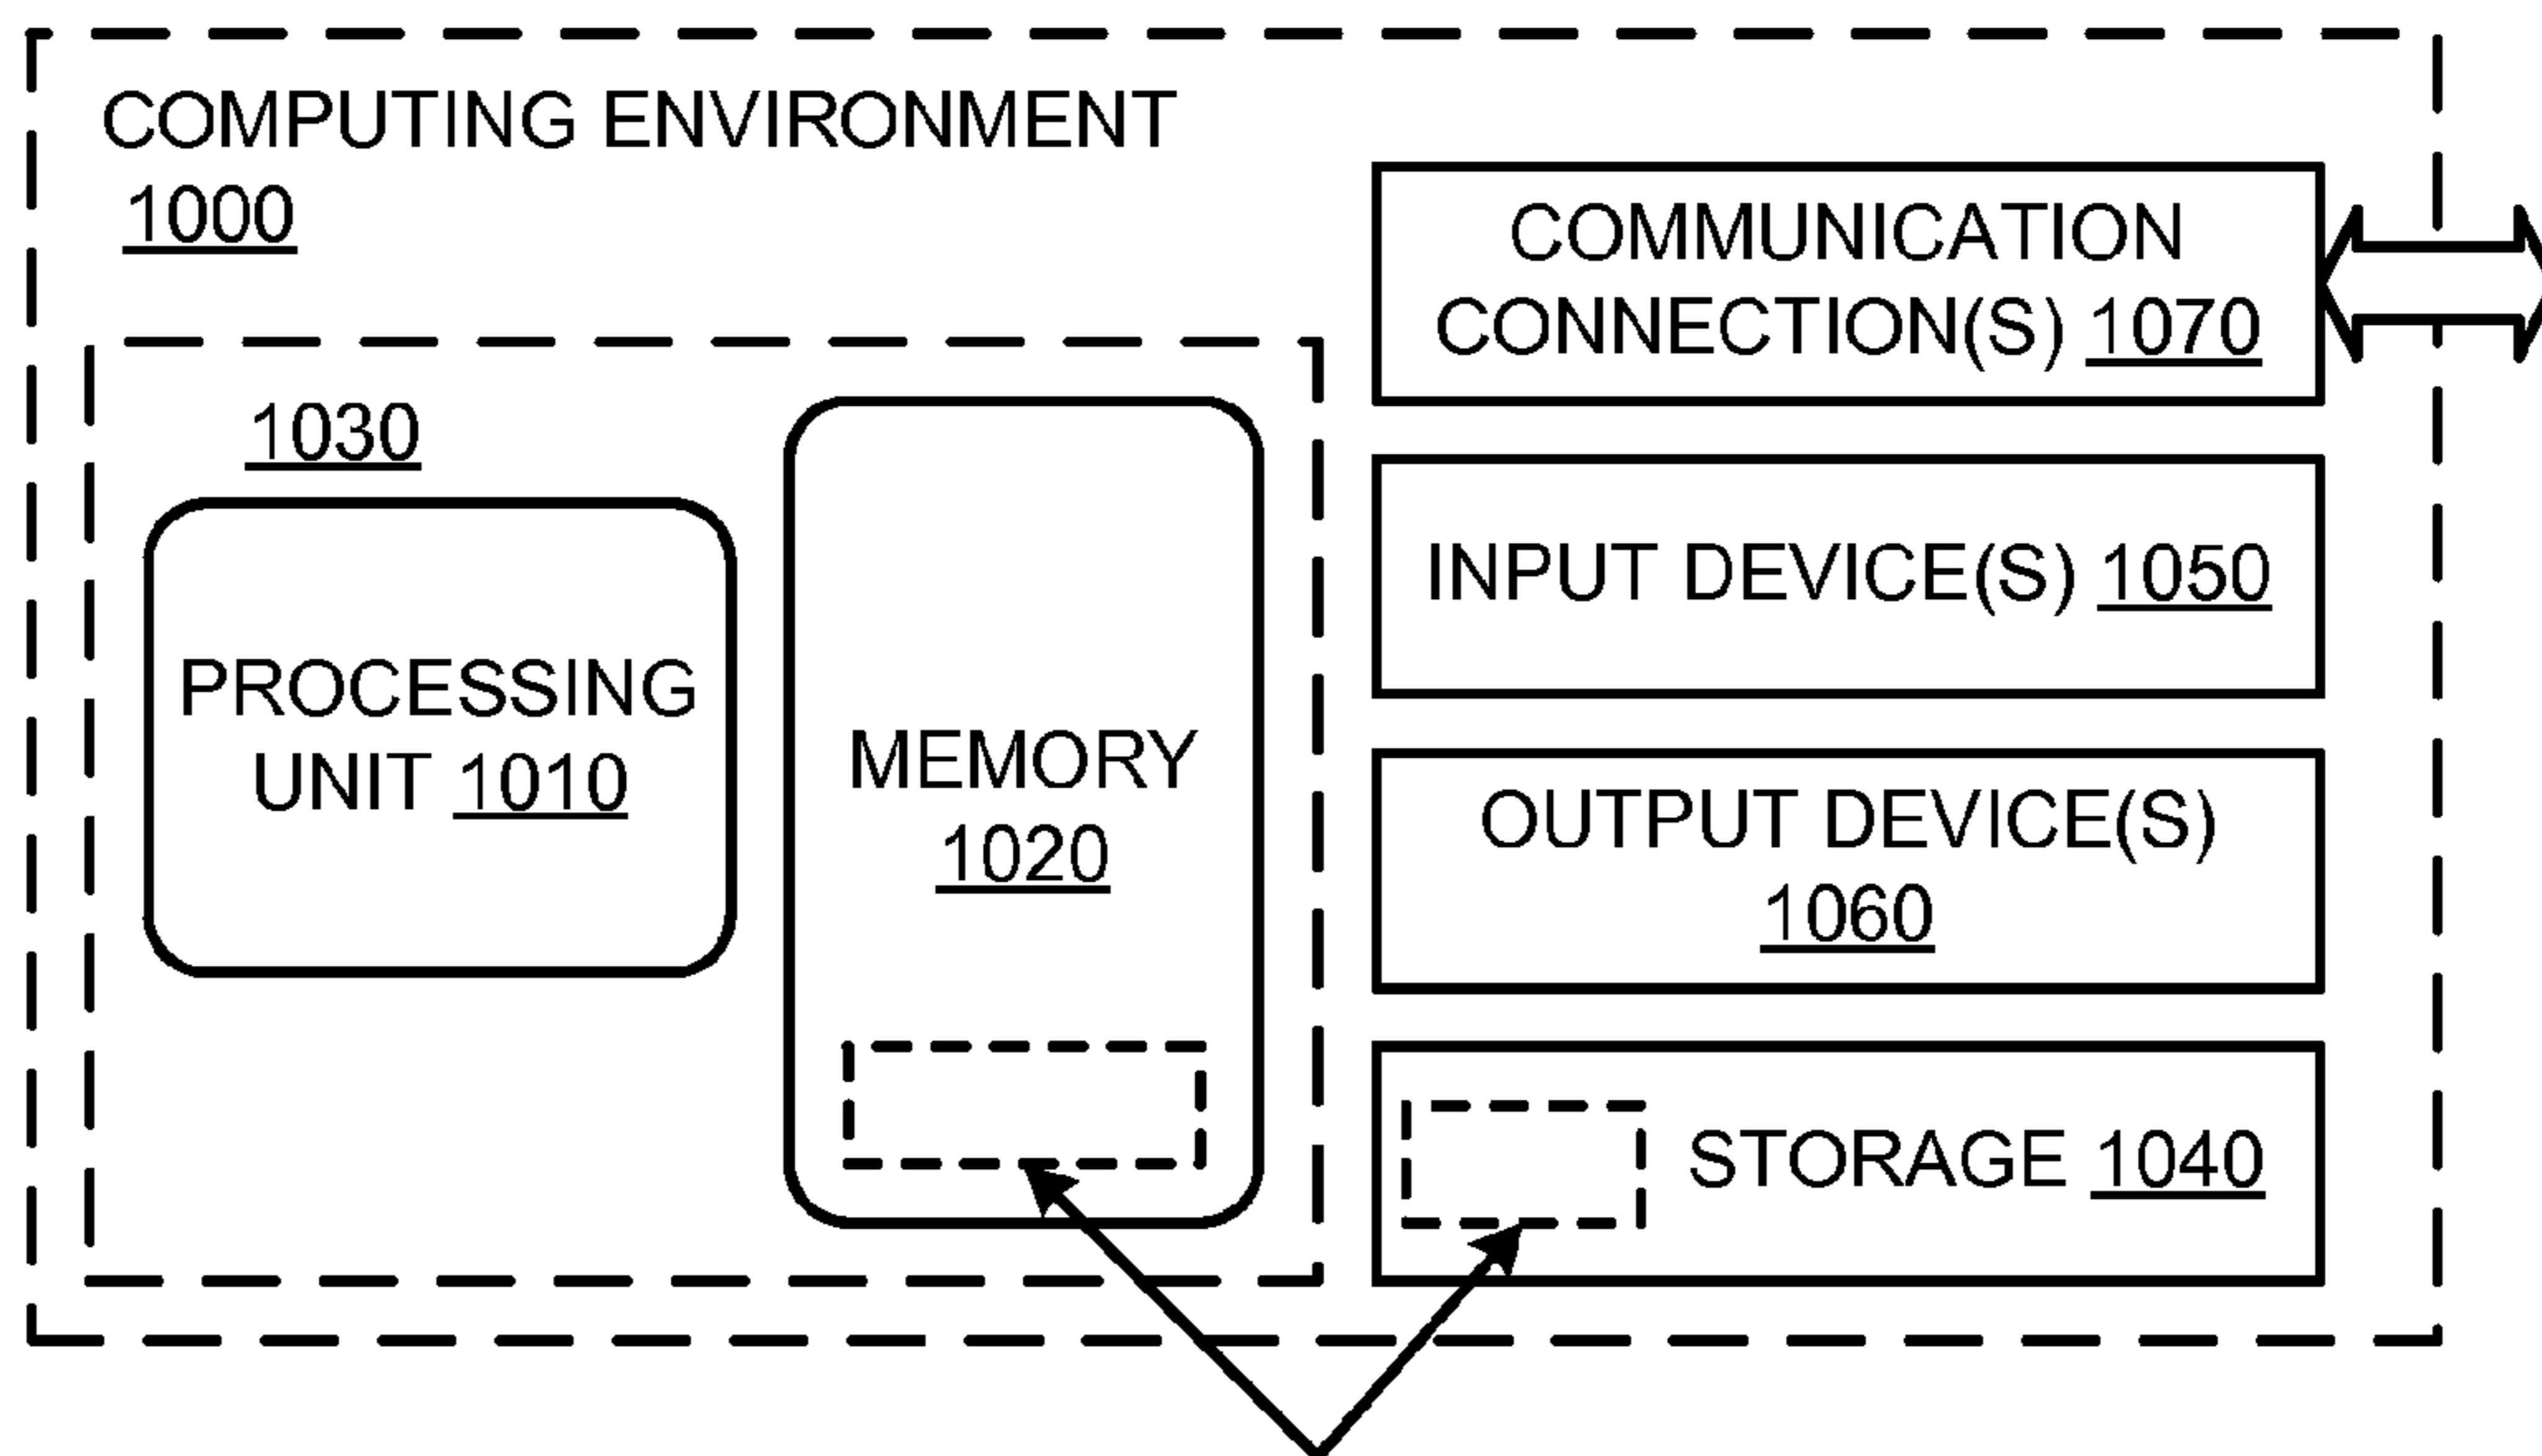 COMPUTING ENVIRONMENT
1000
COMMUNICATION
CONNECTION(S) 1070
1030
INPUT DEVICE(S) 1050
PROCESSING
UNIT 1010
MEMORY
1020
OUTPUT DEVICE(S)
1060
STORAGE 1040